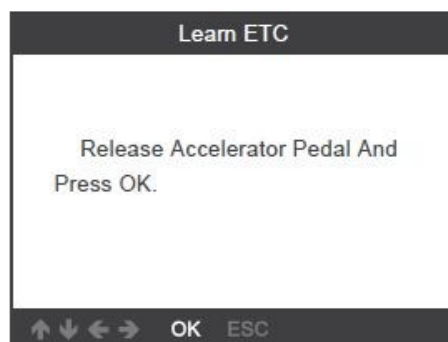 Learn ETC
Release Accelerator Pedal And
Press OK.
OK ESC